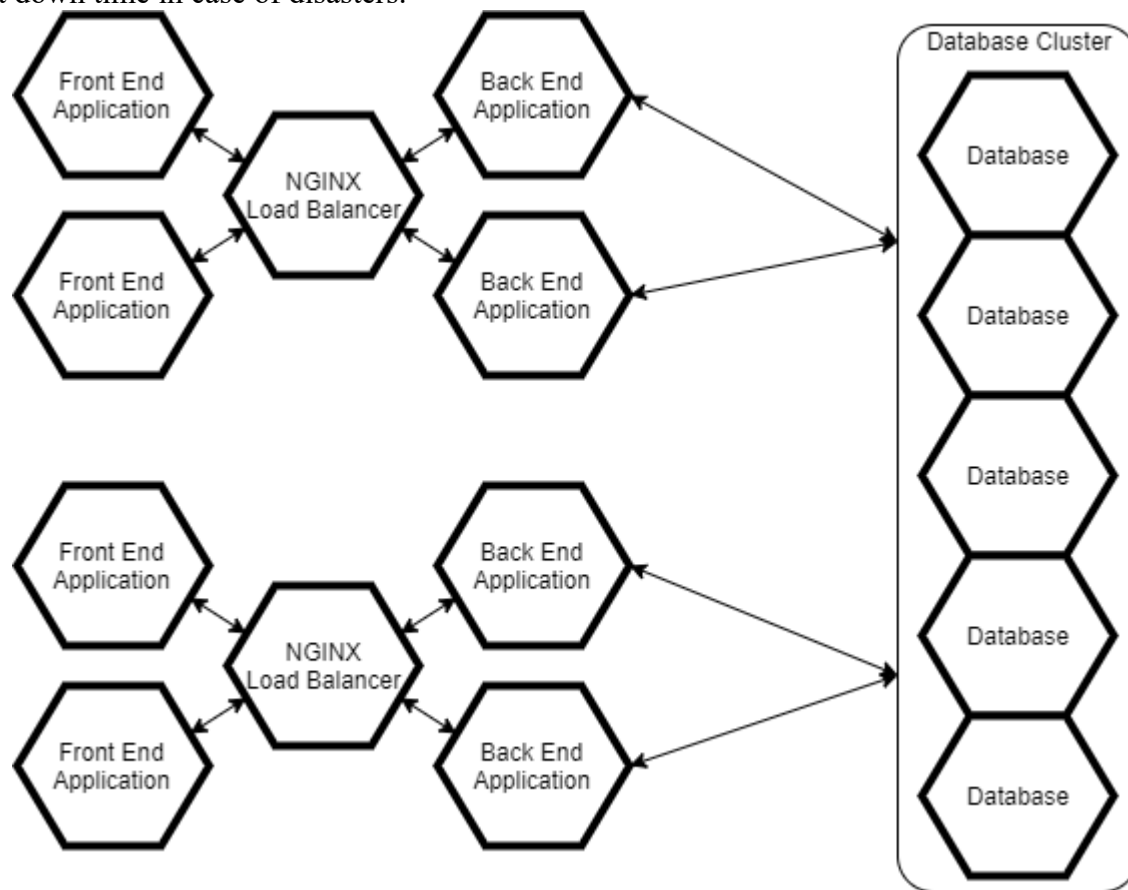 down time in case of disasters.
Database Cluster
Front End
Application
Back End
Application
NGINX
Load Balancer
Front End
Application
Back End
Application
Front End
Application
Back End
Application
NGINX
Load Balancer
Front End
Application
Back End
Application
Database
Database
Database
Database
Database